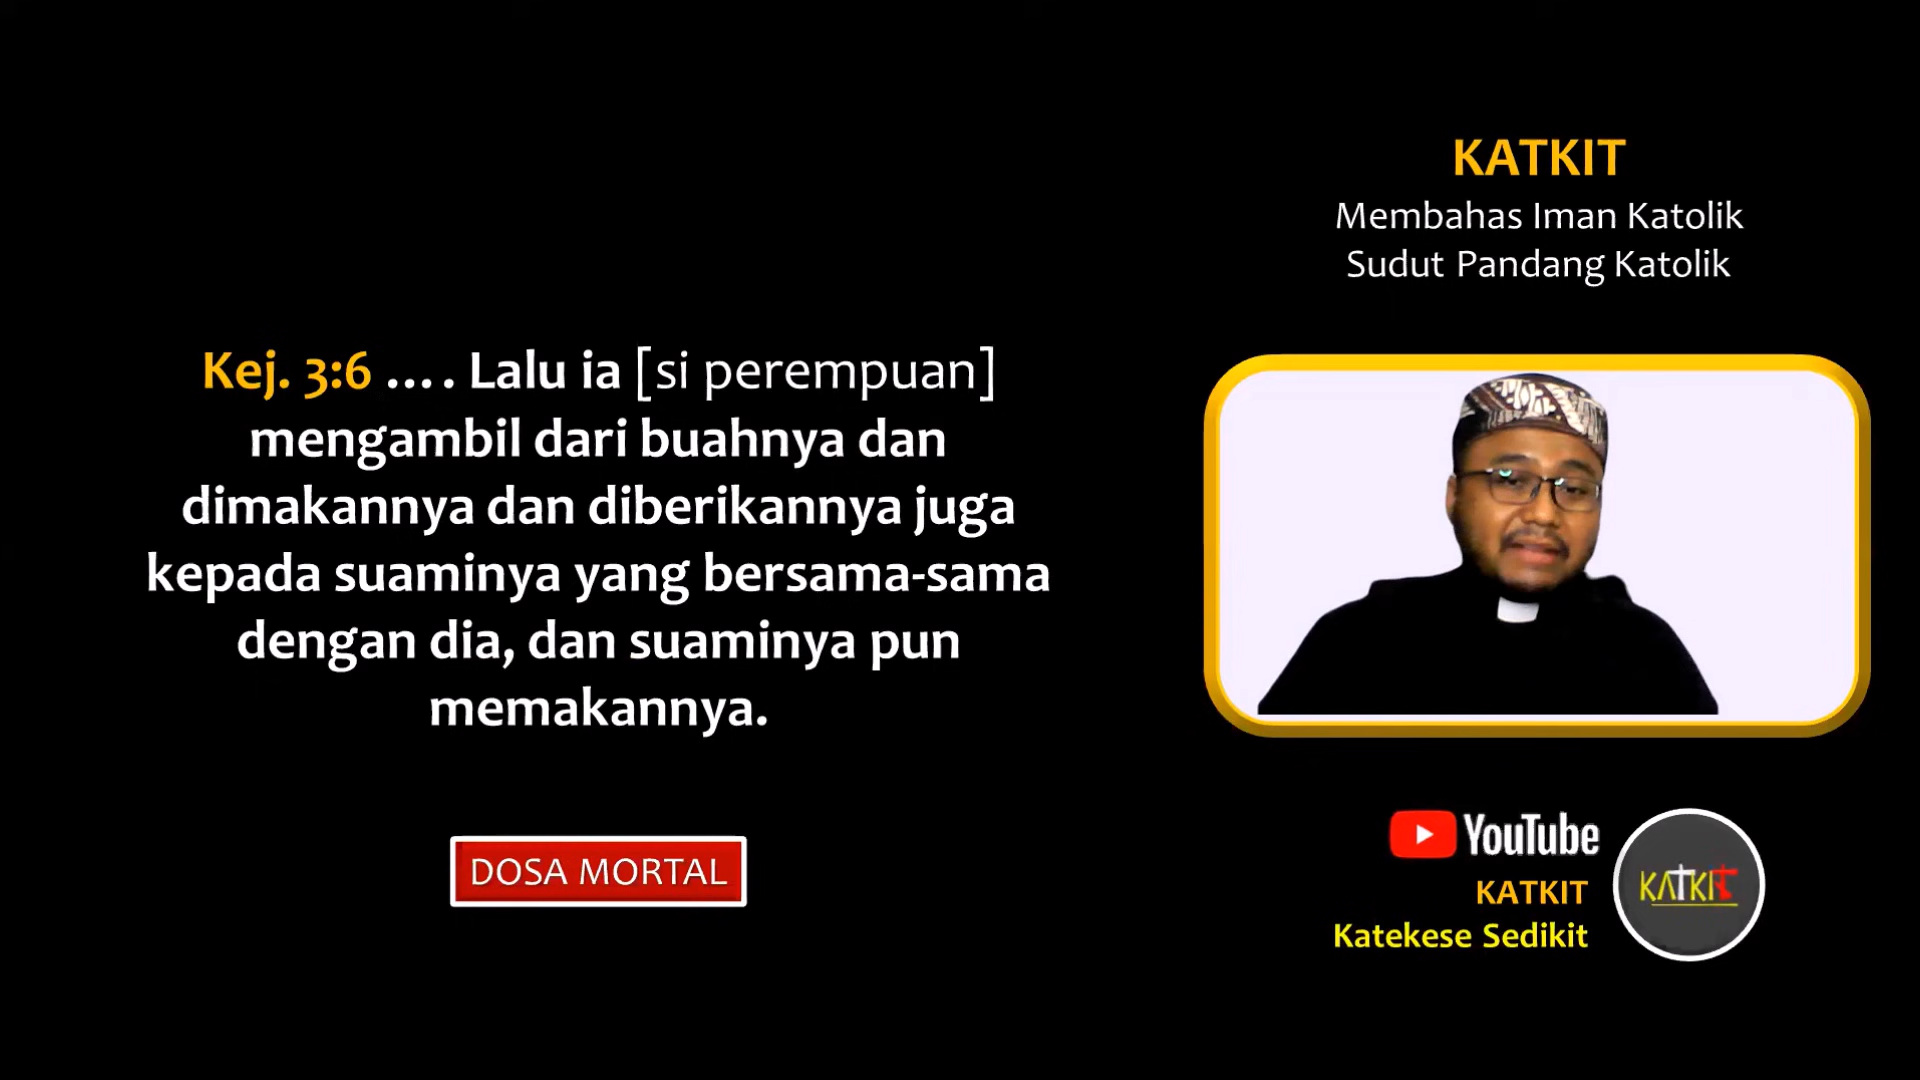 Kej. 3:6 .... Lalu ia [si perempuan]
mengambil dari buahnya dan
dimakannya dan diberikannya juga
kepada suaminya yang bersama-sama
dengan dia, dan suaminya pun
memakannya.
DOSA MORTAL
KATKIT
Membahas Iman Katolik
Sudut Pandang Katolik
YouTube
KATKIT
Katekese Sedikit
KATKIT